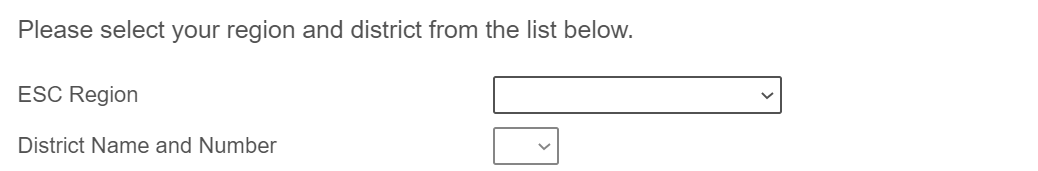 Please select your region and district from the list below.
ESC Region
District Name and Number